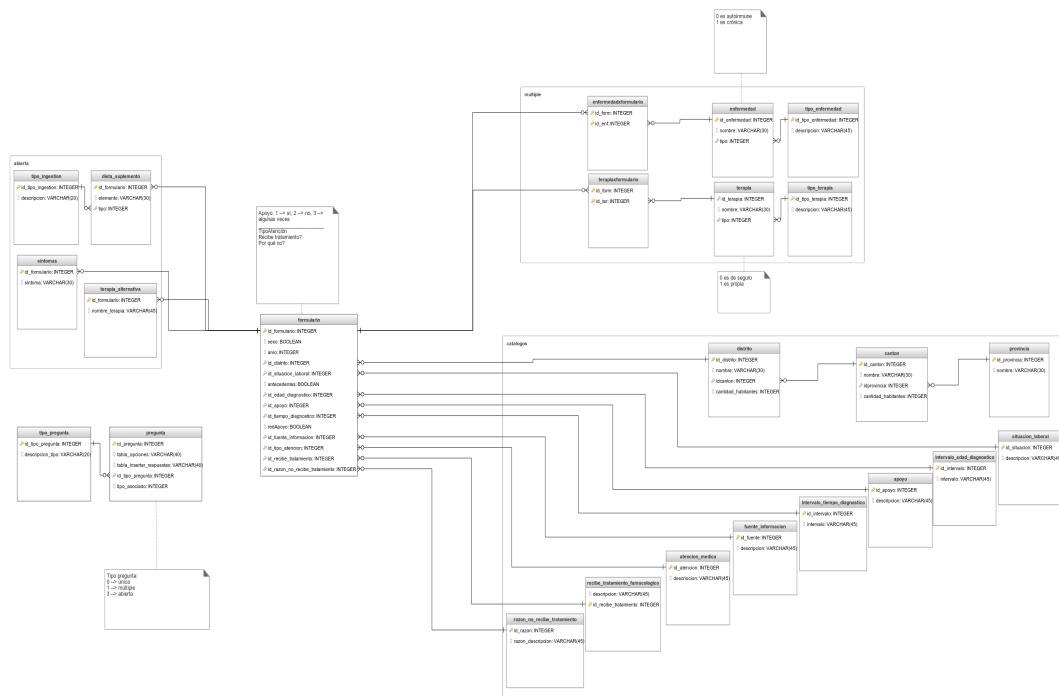 0 es autoinmune
1 es crónica
multiple
enfermedadxformulario
id_form: INTEGER
id_enf: INTEGER
enfermedad
id_enfermedad: INTEGER
nombre: VARCHAR(30)
tipo: INTEGER
tipo_enfermedad
id_tipo_enfermedad: INTEGER
descripcion: VARCHAR(45)
terapiaxformulario
id_form: INTEGER
id_ter: INTEGER
terapia
id_terapia: INTEGER
nombre: VARCHAR(30)
tipo: INTEGER
tipo_terapia
id_tipo_terapia: INTEGER
descripcion: VARCHAR(45)
0 es de seguro
1 es propia
abierta
tipo_ingestion
id_tipo_ingestion: INTEGER
descripcion: VARCHAR(20)
dieta_suplemento
id_formulario: INTEGER
elemento: VARCHAR(30)
tipo: INTEGER
sintomas
id_formulario: INTEGER
sintoma: VARCHAR(30)
terapia_alternativa
id_formulario: INTEGER
nombre_terapia: VARCHAR(45)
Apoyo: 1 --> si, 2 --> no, 3 -->
algunas veces
TipoAtención
Recibe tratamiento?
Por qué no?
formulario
id_formulario: INTEGER
sexo: BOOLEAN
anio: INTEGER
id_distrito: INTEGER
id_situacion_laboral: INTEGER
antecedentes: BOOLEAN
id_edad_diagnostico: INTEGER
id_apoyo: INTEGER
id_tiempo_diagnostico: INTEGER
redApoyo: BOOLEAN
id_fuente_informacion: INTEGER
id_tipo_atencion: INTEGER
id_recibe_tratamiento: INTEGER
id_razon_no_recibe_tratamiento: INTEGER
tipo_pregunta
id_tipo_pregunta: INTEGER
descripcion_tipo: VARCHAR(20)
pregunta
id_pregunta: INTEGER
tabla_opciones: VARCHAR(40)
tabla_insertar_respuestas: VARCHAR(40)
id_tipo_pregunta: INTEGER
tipo_asociado: INTEGER
Tipo pregunta:
0 --> única
1 --> múltiple
3 --> abierta
catalogos
distrito
id_distrito: INTEGER
nombre: VARCHAR(30)
idcanton: INTEGER
cantidad_habitantes: INTEGER
canton
id_canton: INTEGER
nombre: VARCHAR(30)
idprovincia: INTEGER
cantidad_habitantes: INTEGER
provincia
id_provincia: INTEGER
nombre: VARCHAR(30)
situacion_laboral
id_situacion: INTEGER
descripcion: VARCHAR(45)
intervalo_edad_diagnostico
id_intervalo: INTEGER
intervalo: VARCHAR(45)
apoyo
id_apoyo: INTEGER
descripcion: VARCHAR(45)
intervalo_tiempo_diagnostico
id_intervalo: INTEGER
intervalo: VARCHAR(45)
fuente_informacion
id_fuente: INTEGER
descripcion: VARCHAR(45)
atencion_medica
id_atencion: INTEGER
descripcion: VARCHAR(45)
recibe_tratamiento_famacologico
descripcion: VARCHAR(45)
id_recibe_tratamiento: INTEGER
razon_no_recibe_tratamiento
id_razon: INTEGER
razon_descripcion: VARCHAR(45)